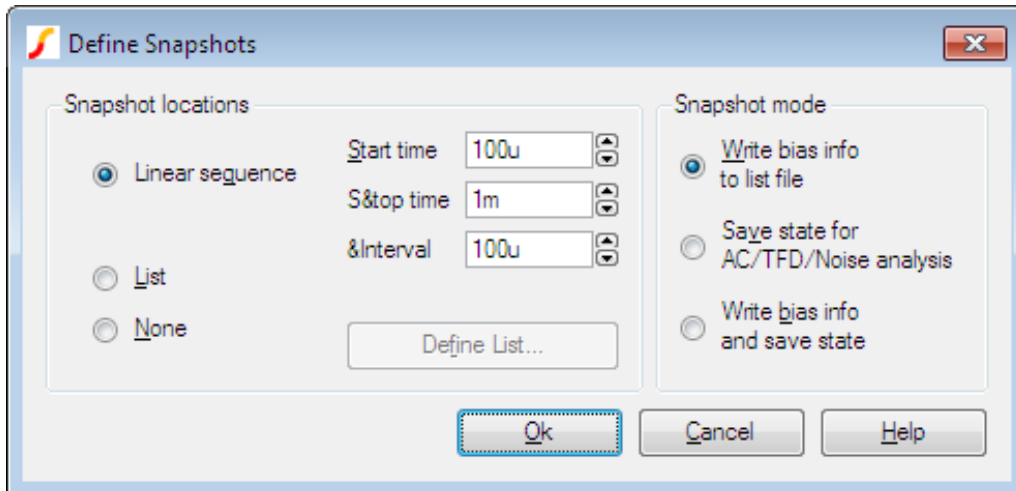 Define Snapshots
Snapshot locations
Linear sequence
List
None
Start time 100u
S&top time 1m
&Interval 100u
Define List...
Snapshot mode
Write bias info
to list file
Save state for
AC/TFD/Noise analysis
Write bias info
and save state
Ok Cancel Help